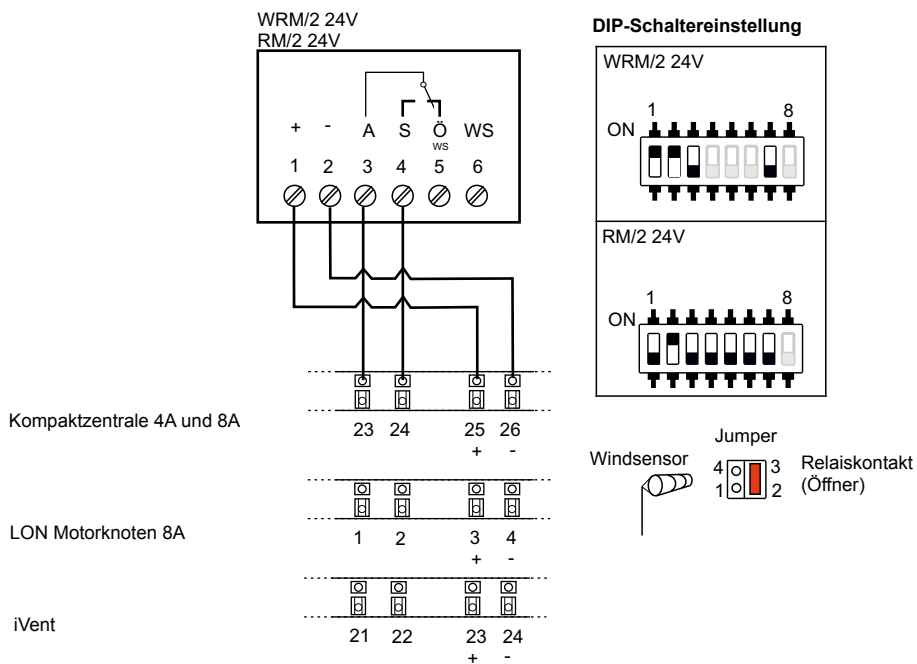 WRM/2 24V
RM/2 24V
+ - A S Ö WS
WS
1 2 3 4 5 6
DIP-Schaltereinstellung
WRM/2 24V
1 8
ON
RM/2 24V
1 8
ON
Kompaktzentrale 4A und 8A
23 24 25 26
+ -
LON Motorknoten 8A
1 2 3 4
+ -
iVent
21 22 23 24
+ -
Windsensor
Jumper
4 3
1 2
Relaiskontakt
(Öffner)